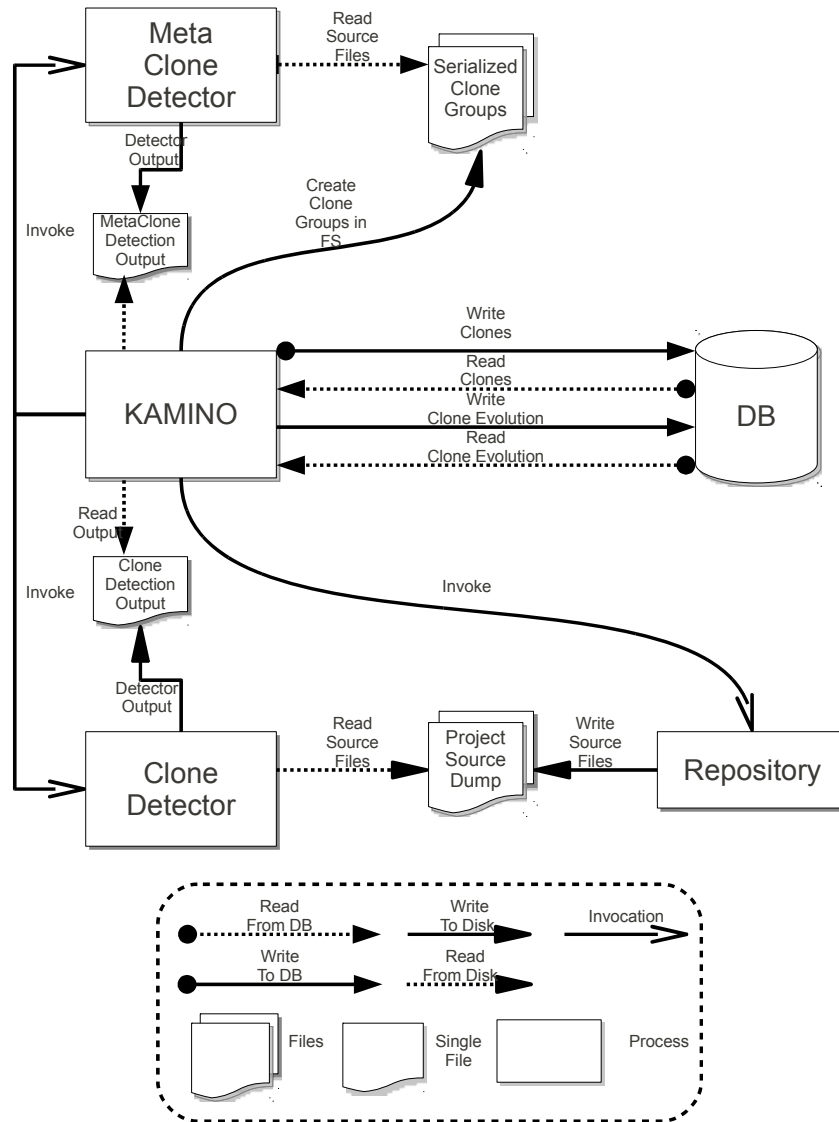 Meta
Clone
Detector
Read
Source
Files
Serialized
Clone
Groups
Detector
Output
Create
Clone
Groups in
FS
Invoke
MetaClone
Detection
Output
Write
Clones
Read
Clones
Write
Clone Evolution
Read
Clone Evolution
KAMINO
DB
Read
Output
Clone
Detection
Output
Invoke
Invoke
Detector
Output
Read
Source
Files
Project
Source
Dump
Write
Source
Files
Clone
Detector
Repository
Read
From DB
Write
To Disk
Invocation
Write
To DB
Read
From Disk
Files
Single
File
Process